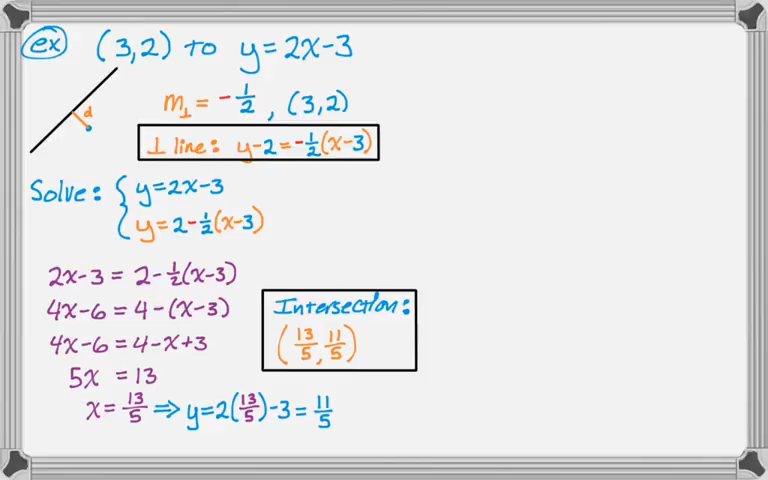 ex (3,2) to y=2x-3
d
m⊥ = -1/2, (3,2)
⊥ line: y-2=-1/2(x-3)
Solve: { y=2x-3
y=2-1/2(x-3)
2x-3 = 2-1/2(x-3)
4x-6 = 4-(x-3)
4x-6 = 4-x+3
5x = 13
x = 13/5 ⇒ y=2(13/5)-3 = 11/5
Intersection:
(13/5, 11/5)